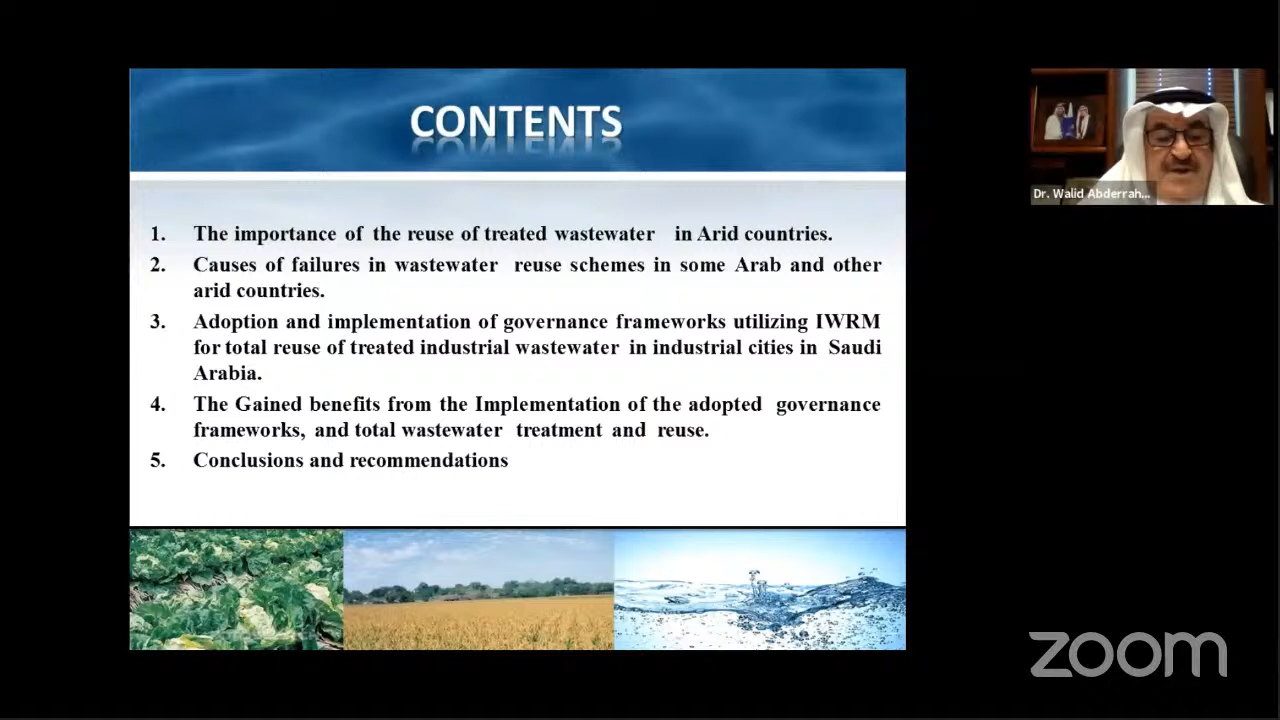 CONTENTS
1. The importance of the reuse of treated wastewater in Arid countries.
2. Causes of failures in wastewater reuse schemes in some Arab and other
arid countries.
3. Adoption and implementation of governance frameworks utilizing IWRM
for total reuse of treated industrial wastewater in industrial cities in Saudi
Arabia.
4. The Gained benefits from the Implementation of the adopted governance
frameworks, and total wastewater treatment and reuse.
5. Conclusions and recommendations
Dr. Walid Abderrah...
zoom